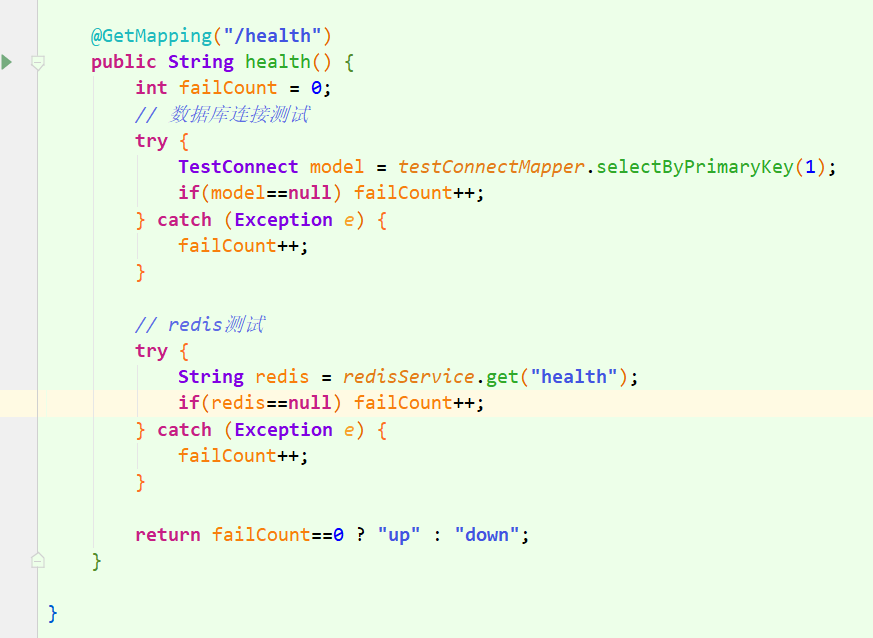 @GetMapping("/health")
public String health() {
int failCount = 0;
// 数据库连接测试
try {
TestConnect model = testConnectMapper.selectByPrimaryKey(1);
if(model==null) failCount++;
} catch (Exception e) {
failCount++;
}
// redis测试
try {
String redis = redisService.get("health");
if(redis==null) failCount++;
} catch (Exception e) {
failCount++;
}
return failCount==0 ? "up" : "down";
}
}